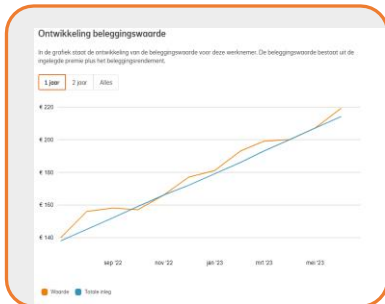 Ontwikkeling beleggingswaarde
In de grafiek staat de ontwikkeling van de beleggingswaarde voor deze werknemer. De beleggingswaarde bestaat uit de
ingelegde premie plus het beleggingsrendement.
1 jaar 2 jaar Alles
€ 220
€ 200
€ 180
€ 160
€ 140
sep '22 nov '22 jan '23 mrt '23 mei '23
Waarde Totale inleg